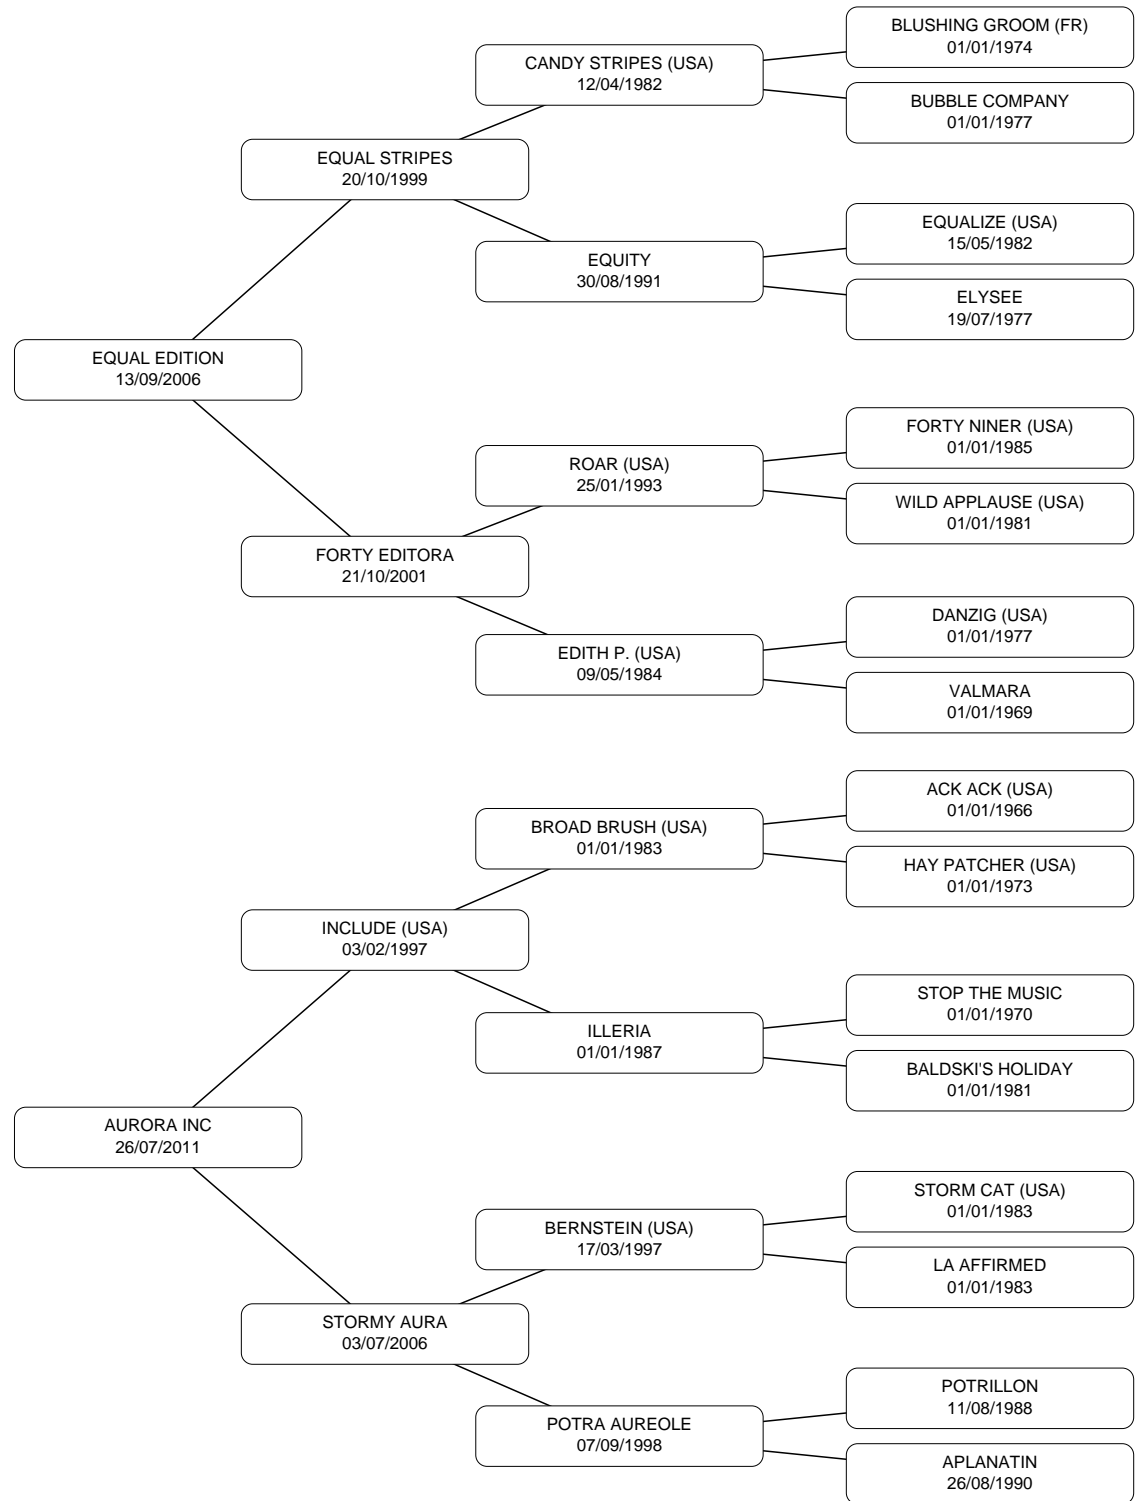 BLUSHING GROOM (FR)
01/01/1974
CANDY STRIPES (USA)
12/04/1982
BUBBLE COMPANY
01/01/1977
EQUAL STRIPES
20/10/1999
EQUALIZE (USA)
15/05/1982
EQUITY
30/08/1991
ELYSEE
19/07/1977
EQUAL EDITION
13/09/2006
FORTY NINER (USA)
01/01/1985
ROAR (USA)
25/01/1993
WILD APPLAUSE (USA)
01/01/1981
FORTY EDITORA
21/10/2001
DANZIG (USA)
01/01/1977
EDITH P. (USA)
09/05/1984
VALMARA
01/01/1969
ACK ACK (USA)
01/01/1966
BROAD BRUSH (USA)
01/01/1983
HAY PATCHER (USA)
01/01/1973
INCLUDE (USA)
03/02/1997
STOP THE MUSIC
01/01/1970
ILLERIA
01/01/1987
BALDSKI'S HOLIDAY
01/01/1981
AURORA INC
26/07/2011
STORM CAT (USA)
01/01/1983
BERNSTEIN (USA)
17/03/1997
LA AFFIRMED
01/01/1983
STORMY AURA
03/07/2006
POTRILLON
11/08/1988
POTRA AUREOLE
07/09/1998
APLANATIN
26/08/1990